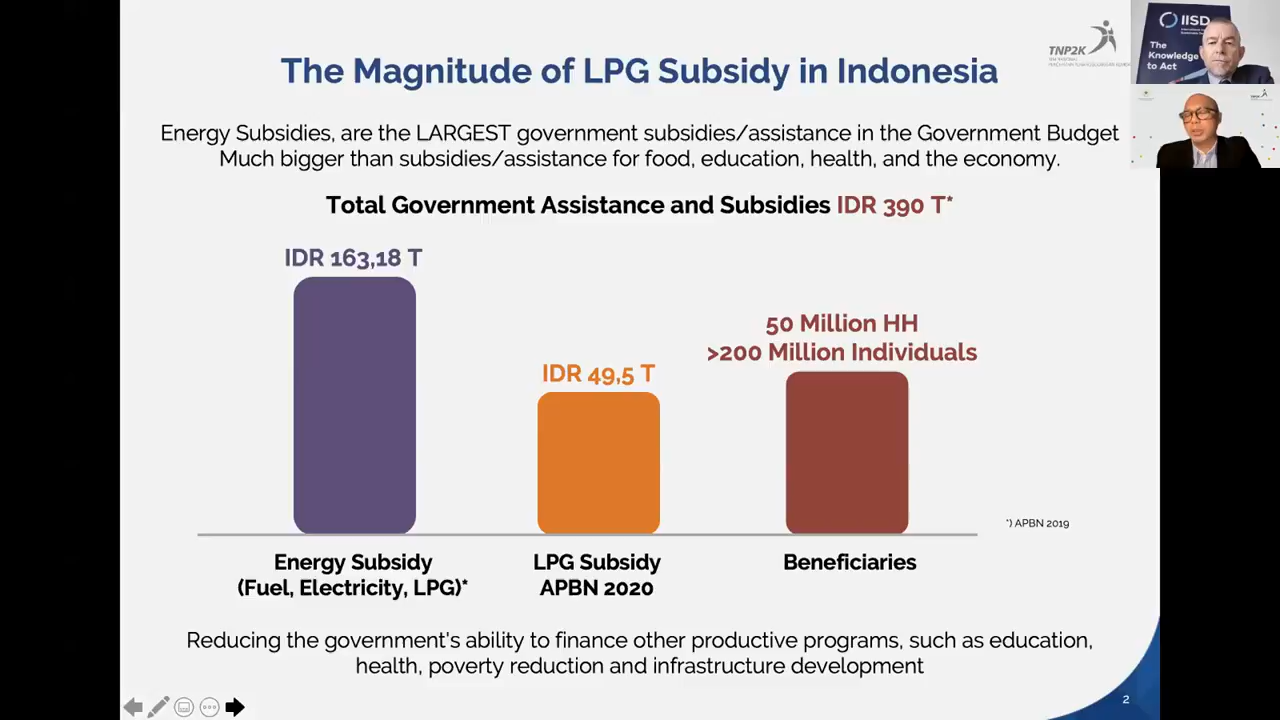 The Magnitude of LPG Subsidy in Indonesia
TNP2K
IISD
The
Knowledge
to Act
Energy Subsidies, are the LARGEST government subsidies/assistance in the Government Budget
Much bigger than subsidies/assistance for food, education, health, and the economy.
Total Government Assistance and Subsidies IDR 390 T*
IDR 163,18 T
IDR 49,5 T
50 Million HH
>200 Million Individuals
*) APBN 2019
Energy Subsidy
(Fuel, Electricity, LPG)*
LPG Subsidy
APBN 2020
Beneficiaries
Reducing the government's ability to finance other productive programs, such as education,
health, poverty reduction and infrastructure development
2